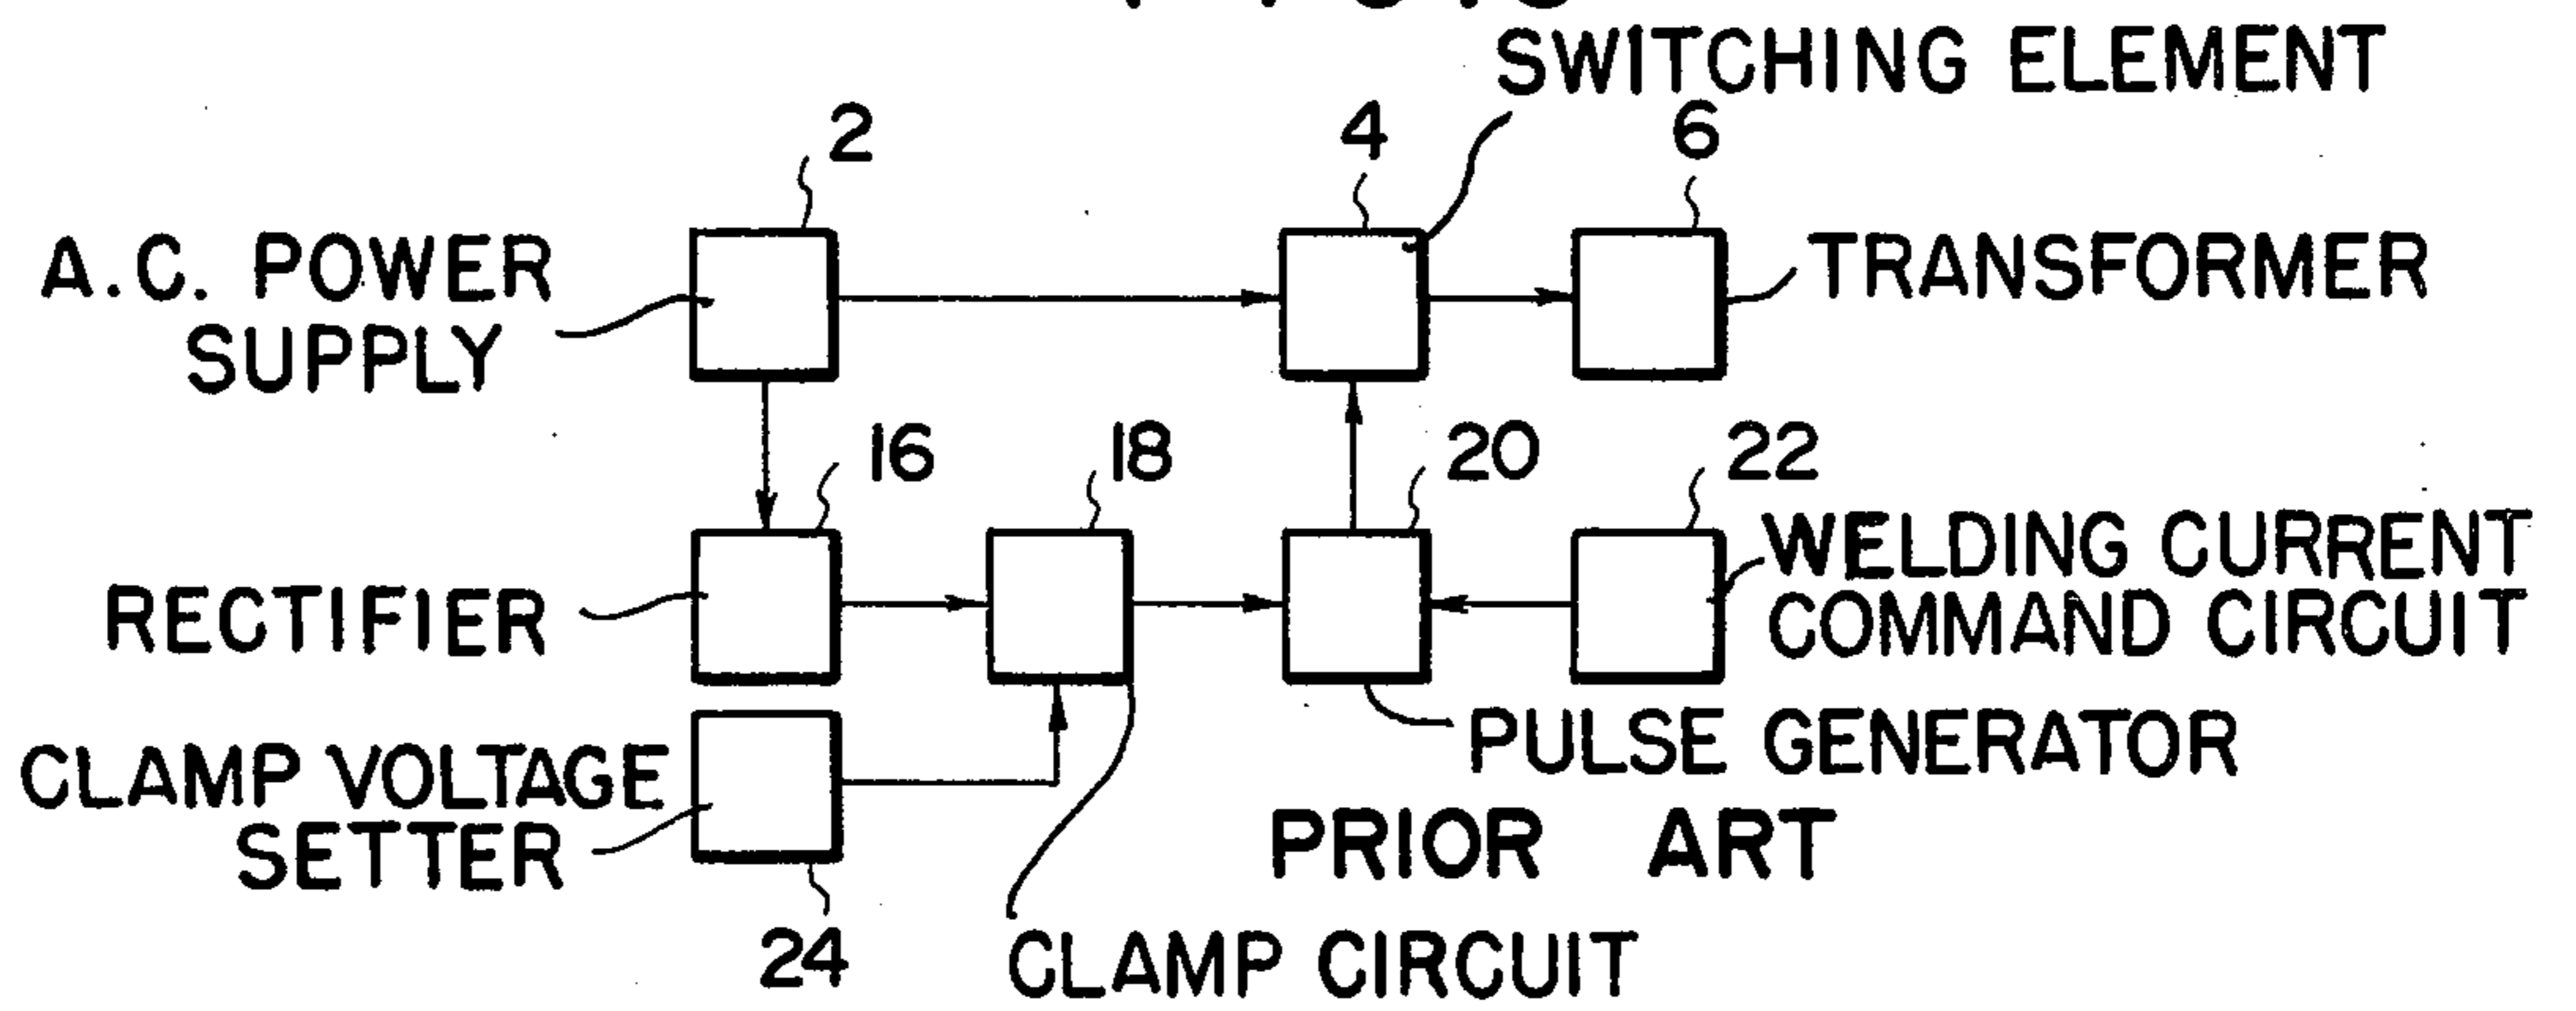 SWITCHING ELEMENT
2
4
6
A.C. POWER
SUPPLY
TRANSFORMER
16
18
20
22
RECTIFIER
WELDING CURRENT
COMMAND CIRCUIT
PULSE GENERATOR
CLAMP VOLTAGE
SETTER
PRIOR ART
24
CLAMP CIRCUIT